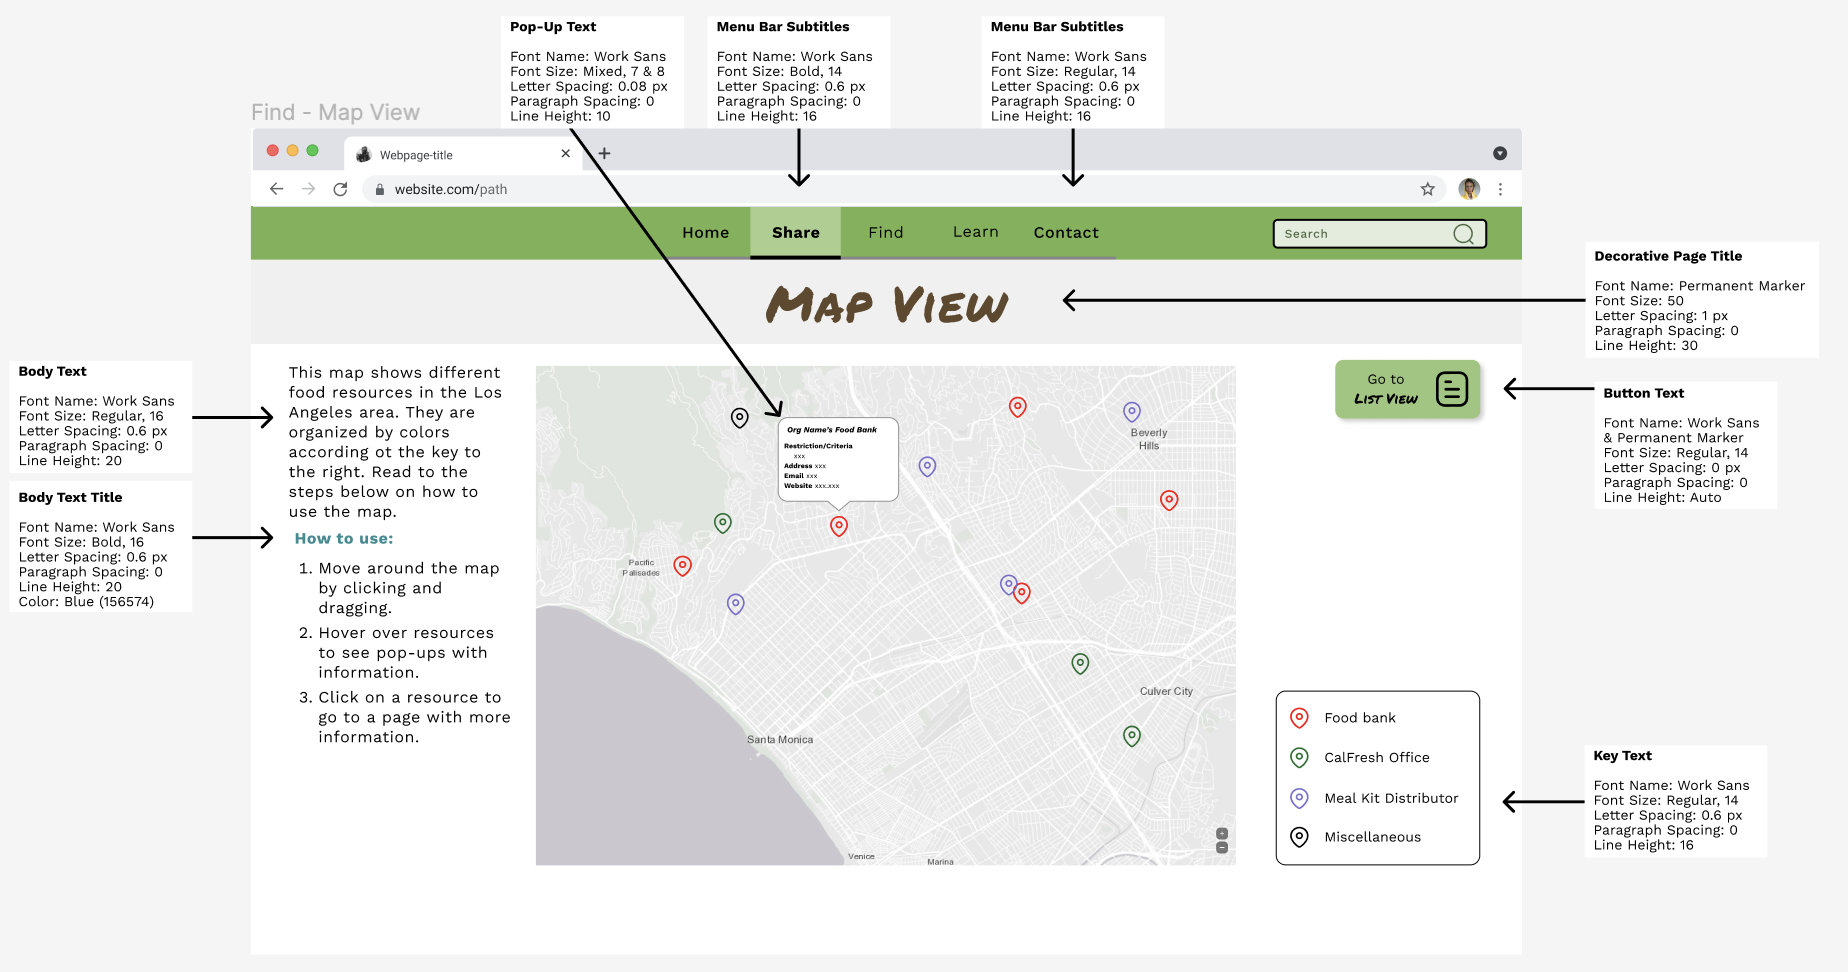 Pop-Up Text
Font Name: Work Sans
Font Size: Mixed, 7 & 8
Letter Spacing: 0.08 px
Paragraph Spacing: 0
Line Height: 10
Menu Bar Subtitles
Font Name: Work Sans
Font Size: Bold, 14
Letter Spacing: 0.6 px
Paragraph Spacing: 0
Line Height: 16
Menu Bar Subtitles
Font Name: Work Sans
Font Size: Regular, 14
Letter Spacing: 0.6 px
Paragraph Spacing: 0
Line Height: 16
Find - Map View
Webpage-title
website.com/path
Home
Share
Find
Learn
Contact
Search
Map View
Decorative Page Title
Font Name: Permanent Marker
Font Size: 50
Letter Spacing: 1 px
Paragraph Spacing: 0
Line Height: 30
Body Text
Font Name: Work Sans
Font Size: Regular, 16
Letter Spacing: 0.6 px
Paragraph Spacing: 0
Line Height: 20
Body Text Title
Font Name: Work Sans
Font Size: Bold, 16
Letter Spacing: 0.6 px
Paragraph Spacing: 0
Line Height: 20
Color: Blue (156574)
This map shows different
food resources in the Los
Angeles area. They are
organized by colors
according ot the key to
the right. Read to the
steps below on how to
use the map.
How to use:
1. Move around the map
by clicking and
dragging.
2. Hover over resources
to see pop-ups with
information.
3. Click on a resource to
go to a page with more
information.
Org Name's Food Bank
Restriction/Criteria
xxx
Address xxx
Email xxx
Website xxx.xxx
Beverly
Hills
Pacific
Palisades
Culver City
Santa Monica
Venice
Marina
Go to
List View
Button Text
Font Name: Work Sans
& Permanent Marker
Font Size: Regular, 14
Letter Spacing: 0 px
Paragraph Spacing: 0
Line Height: Auto
Food bank
CalFresh Office
Meal Kit Distributor
Miscellaneous
Key Text
Font Name: Work Sans
Font Size: Regular, 14
Letter Spacing: 0.6 px
Paragraph Spacing: 0
Line Height: 16